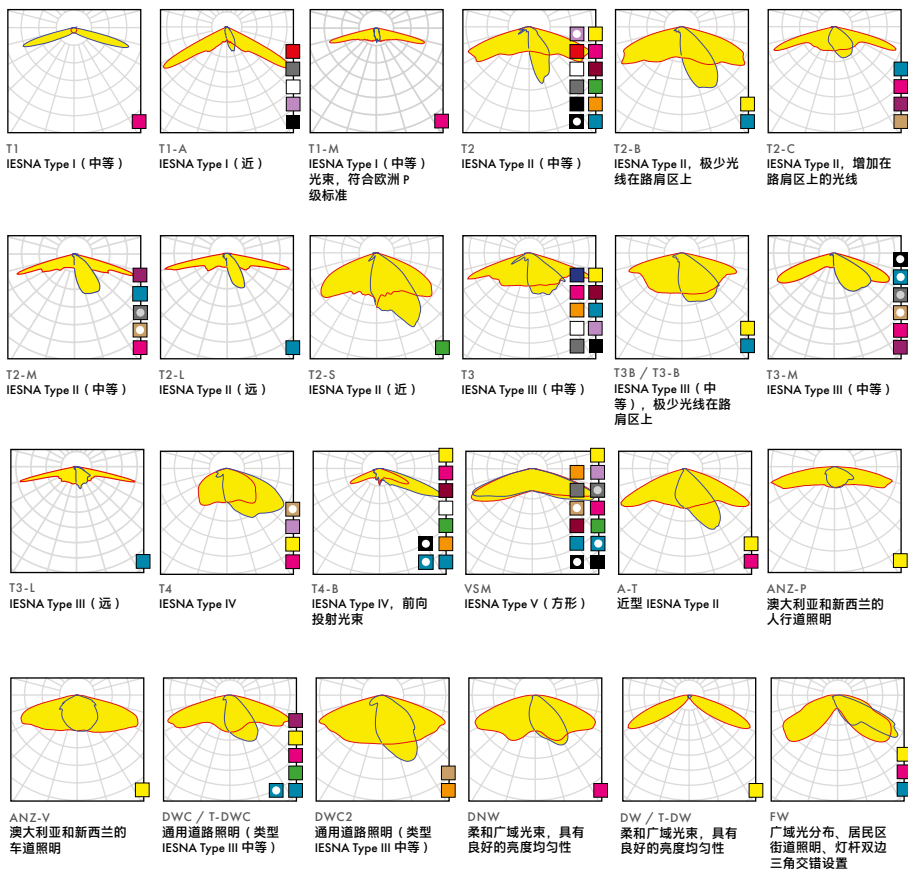 T1
IESNA Type I（中等）
T1-A
IESNA Type I（近）
T1-M
IESNA Type I（中等）
光束，符合欧洲 P
级标准
T2
IESNA Type II（中等）
T2-B
IESNA Type II，极少光
线在路肩区上
T2-C
IESNA Type II，增加在
路肩区上的光线
T2-M
IESNA Type II（中等）
T2-L
IESNA Type II（远）
T2-S
IESNA Type II（近）
T3
IESNA Type III（中等）
T3B / T3-B
IESNA Type III（中
等），极少光线在路
肩区上
T3-M
IESNA Type III（中等）
T3-L
IESNA Type III（远）
T4
IESNA Type IV
T4-B
IESNA Type IV，前向
投射光束
VSM
IESNA Type V（方形）
A-T
近型 IESNA Type II
ANZ-P
澳大利亚和新西兰的
人行道照明
ANZ-V
澳大利亚和新西兰的
车道照明
DWC / T-DWC
通用道路照明（类型
IESNA Type III 中等）
DWC2
通用道路照明（类型
IESNA Type III 中等）
DNW
柔和广域光束，具有
良好的亮度均匀性
DW / T-DW
柔和广域光束，具有
良好的亮度均匀性
FW
广域光分布、居民区
街道照明、灯杆双边
三角交错设置